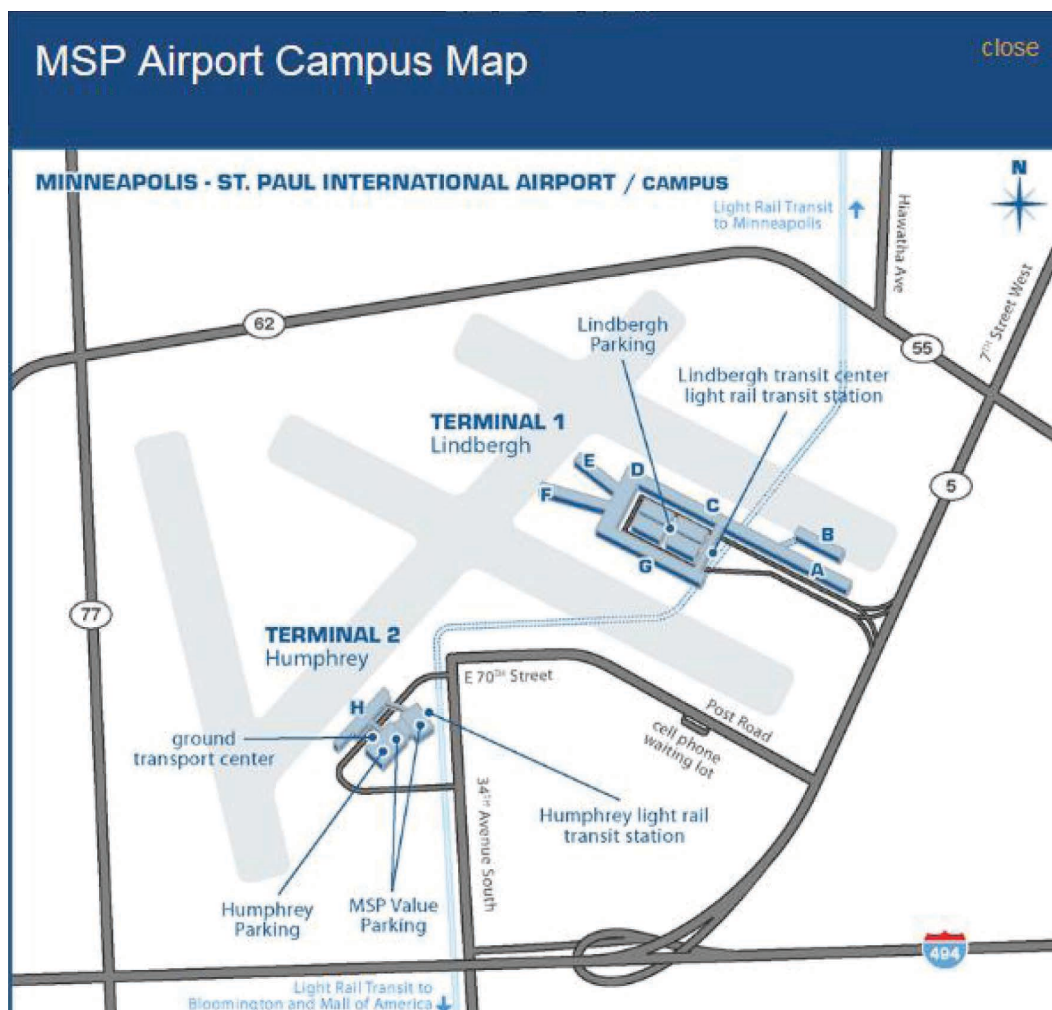 MSP Airport Campus Map
close
MINNEAPOLIS - ST. PAUL INTERNATIONAL AIRPORT / CAMPUS
N
Light Rail Transit
to Minneapolis
Hiawatha Ave
7TH Street West
62
55
Lindbergh
Parking
Lindbergh transit center
light rail transit station
TERMINAL 1
Lindbergh
E
D
F
C
B
A
G
5
77
TERMINAL 2
Humphrey
E 70TH Street
H
Post Road
ground
transport center
cell phone
waiting lot
34TH Avenue South
Humphrey light rail
transit station
Humphrey
Parking
MSP Value
Parking
494
Light Rail Transit to
Bloomington and Mall of America